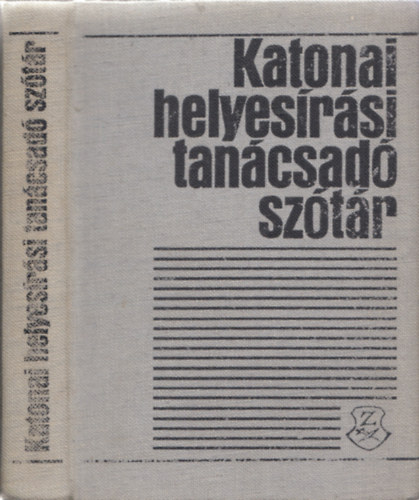 Katonai helyesírási tanácsadó szótár
Katonai
helyesírási
tanácsadó
szótár
Z